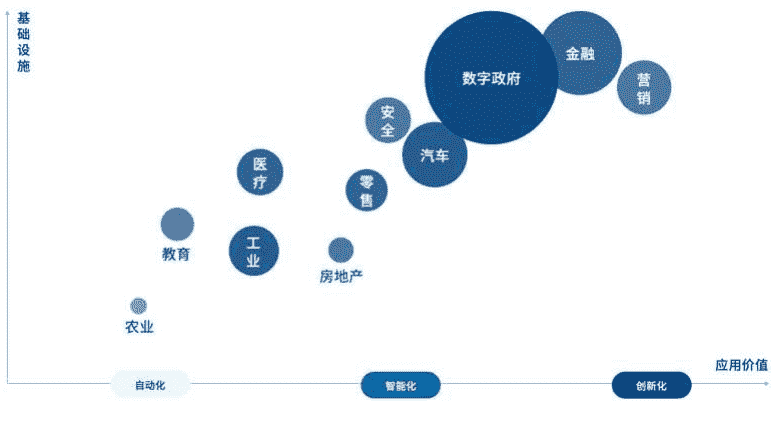 基
础
设
施
数字政府
金融
营
销
安
全
汽车
医
疗
零
售
教育
工
业
房地产
农业
应用价值
自动化
智能化
创新化